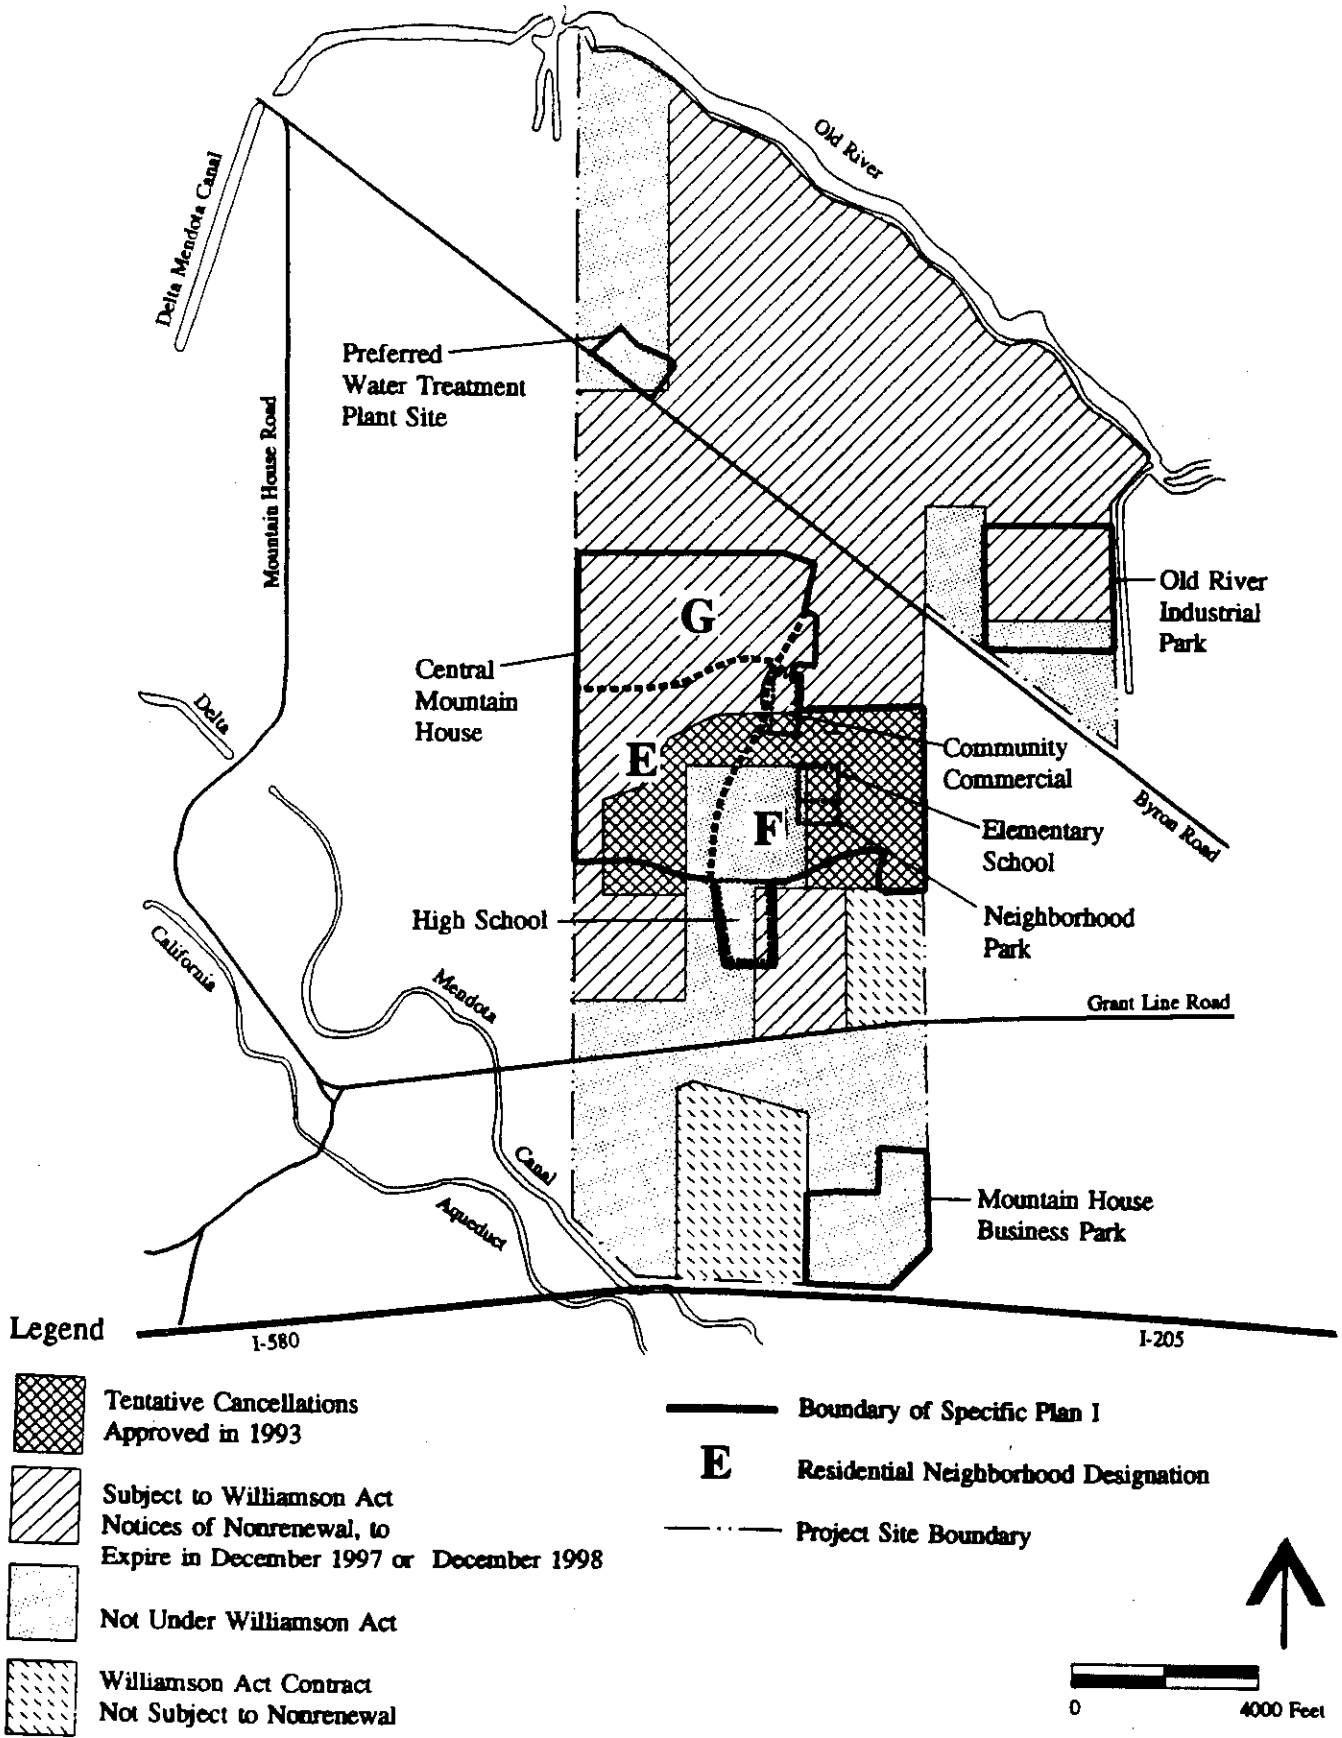 Old River
Delta Mendota Canal
Preferred
Water Treatment
Plant Site
Mountain House Road
G
Old River
Industrial
Park
Central
Mountain
House
Delta
E
Community
Commercial
Byron Road
F
Elementary
School
High School
Neighborhood
Park
California
Mendota
Grant Line Road
Canal
Aqueduct
Mountain House
Business Park
Legend
I-580
I-205
Tentative Cancellations
Approved in 1993
Subject to Williamson Act
Notices of Nonrenewal, to
Expire in December 1997 or December 1998
Not Under Williamson Act
Williamson Act Contract
Not Subject to Nonrenewal
Boundary of Specific Plan I
E
Residential Neighborhood Designation
Project Site Boundary
0
4000 Feet